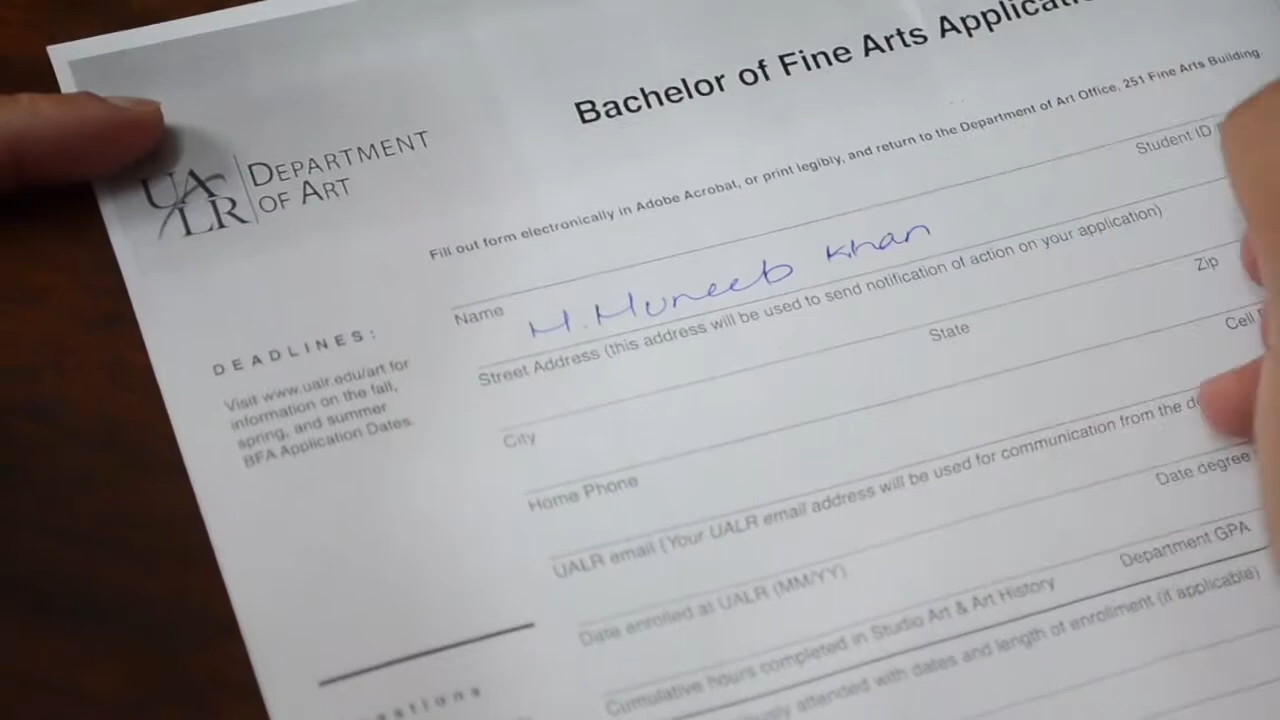 Bachelor of Fine Arts
UALR
DEPARTMENT
OF ART
Fill out form electronically in Adobe Acrobat, or print legibly, and return to the Department of Art Office, 251 Fine Arts Building.
Name
Student ID
M. Muneeb Khan
Street Address (this address will be used to send notification of action on your application)
DEADLINES:
Visit www.ualr.edu/art for
information on the fall,
spring, and summer
BFA Application Dates.
City
State
Zip
Home Phone
Cell
UALR email (Your UALR email address will be used for communication from the
Date enrolled at UALR (MM/YY)
Date degree
Cumulative hours completed in Studio Art & Art History
Department GPA
attended with dates and length of enrollment (if applicable)